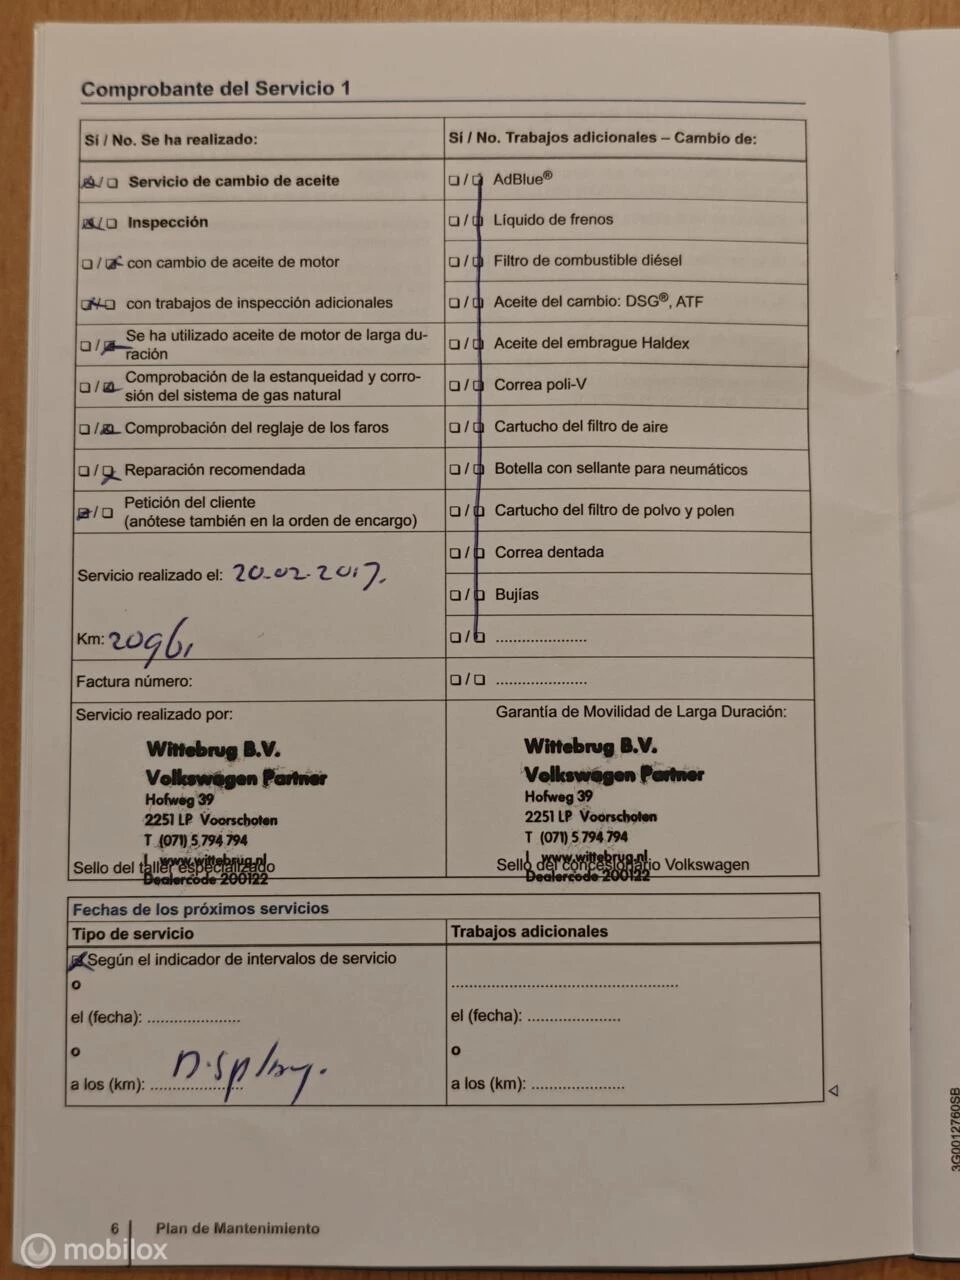 Comprobante del Servicio 1
Sí / No. Se ha realizado:
☒/☐ Servicio de cambio de aceite
☒/☐ Inspección
☐/☒ con cambio de aceite de motor
☒/☐ con trabajos de inspección adicionales
☐/☒ Se ha utilizado aceite de motor de larga du-
ración
☐/☒ Comprobación de la estanqueidad y corro-
sión del sistema de gas natural
☐/☒ Comprobación del reglaje de los faros
☐/☒ Reparación recomendada
☒/☐ Petición del cliente
(anótese también en la orden de encargo)
Servicio realizado el: 20-02-2017.
Km: 20961
Factura número:
Servicio realizado por:
Wittebrug B.V.
Volkswagen Partner
Hofweg 39
2251 LP Voorschoten
T (071) 5 794 794
I www.wittebrug.nl
Sello del taller especializado
Dealercode 200122
Sí / No. Trabajos adicionales – Cambio de:
☐/☐ AdBlue®
☐/☐ Líquido de frenos
☐/☐ Filtro de combustible diésel
☐/☐ Aceite del cambio: DSG®, ATF
☐/☐ Aceite del embrague Haldex
☐/☐ Correa poli-V
☐/☐ Cartucho del filtro de aire
☐/☐ Botella con sellante para neumáticos
☐/☐ Cartucho del filtro de polvo y polen
☐/☐ Correa dentada
☐/☐ Bujías
☐/☐ .....................
☐/☐ .....................
Garantía de Movilidad de Larga Duración:
Wittebrug B.V.
Volkswagen Partner
Hofweg 39
2251 LP Voorschoten
T (071) 5 794 794
I www.wittebrug.nl
Sello del concesionario Volkswagen
Dealercode 200122
Fechas de los próximos servicios
Tipo de servicio
☒ Según el indicador de intervalos de servicio
o
el (fecha): .....................
o
a los (km): ..................... Display.
Trabajos adicionales
.....................................................
el (fecha): .....................
o
a los (km): .....................
3G0012760SB
6 | Plan de Mantenimiento
mobilox